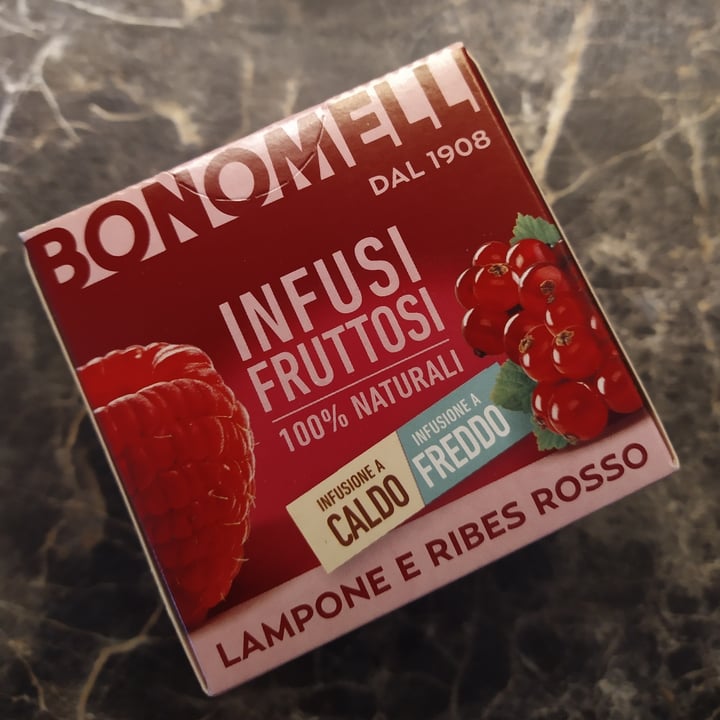 BONOMELLI
DAL 1908
INFUSI
FRUTTOSI
100% NATURALI
INFUSIONE A
CALDO
INFUSIONE A
FREDDO
LAMPONE E RIBES ROSSO